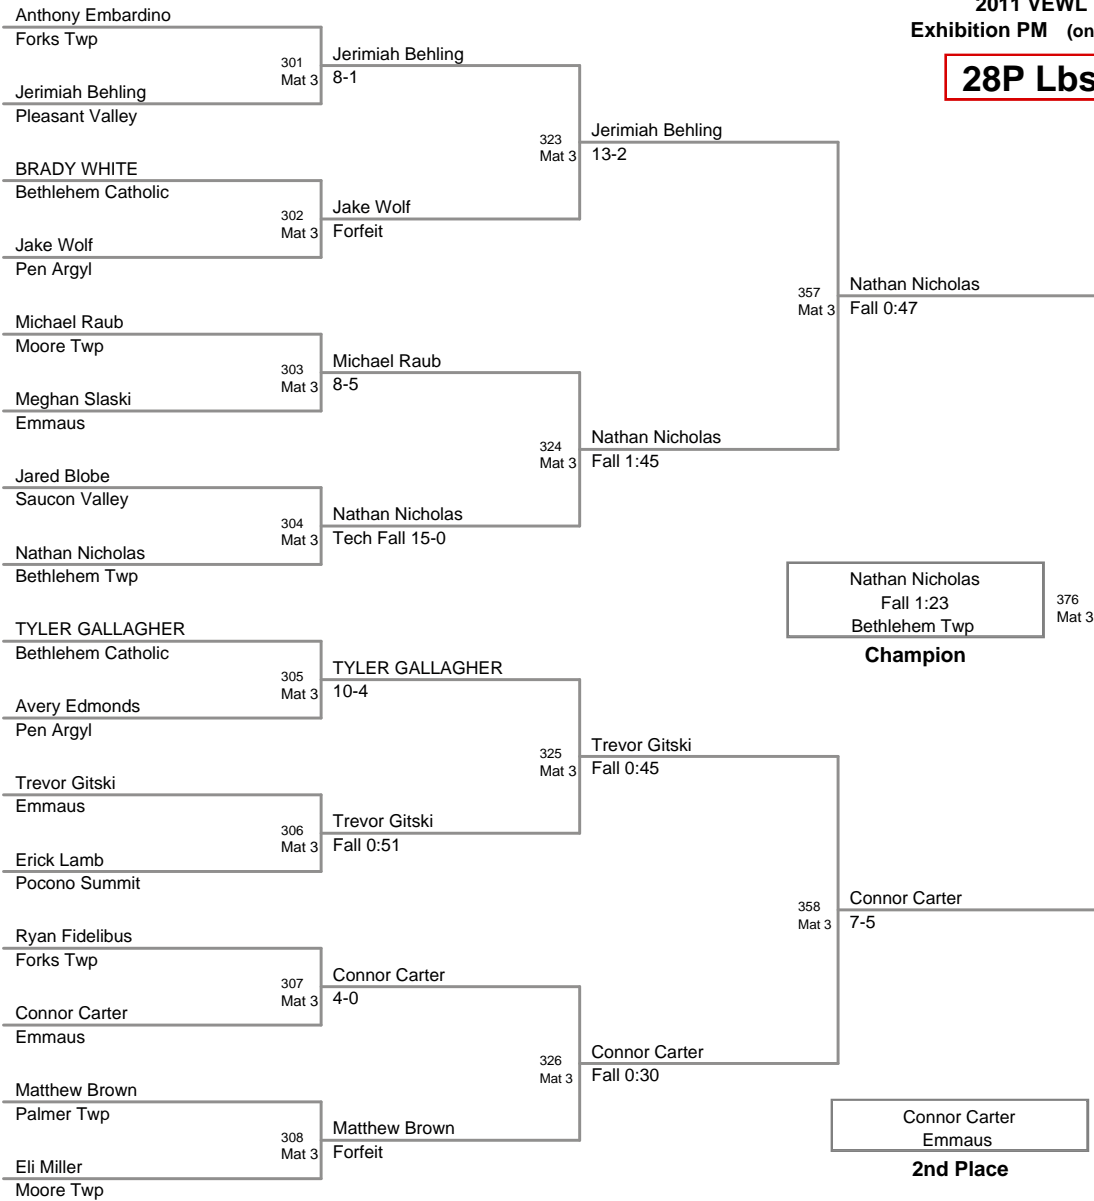 2011 VEWL
Exhibition PM (on
28P Lbs
Anthony Embardino
Forks Twp
301
Mat 3
Jerimiah Behling
8-1
Jerimiah Behling
Pleasant Valley
323
Mat 3
Jerimiah Behling
13-2
BRADY WHITE
Bethlehem Catholic
302
Mat 3
Jake Wolf
Forfeit
Jake Wolf
Pen Argyl
357
Mat 3
Nathan Nicholas
Fall 0:47
Michael Raub
Moore Twp
303
Mat 3
Michael Raub
8-5
Meghan Slaski
Emmaus
324
Mat 3
Nathan Nicholas
Fall 1:45
Jared Blobe
Saucon Valley
304
Mat 3
Nathan Nicholas
Tech Fall 15-0
Nathan Nicholas
Bethlehem Twp
Nathan Nicholas
Fall 1:23
Bethlehem Twp
376
Mat 3
Champion
TYLER GALLAGHER
Bethlehem Catholic
305
Mat 3
TYLER GALLAGHER
10-4
Avery Edmonds
Pen Argyl
325
Mat 3
Trevor Gitski
Fall 0:45
Trevor Gitski
Emmaus
306
Mat 3
Trevor Gitski
Fall 0:51
Erick Lamb
Pocono Summit
358
Mat 3
Connor Carter
7-5
Ryan Fidelibus
Forks Twp
307
Mat 3
Connor Carter
4-0
Connor Carter
Emmaus
326
Mat 3
Connor Carter
Fall 0:30
Matthew Brown
Palmer Twp
308
Mat 3
Matthew Brown
Forfeit
Eli Miller
Moore Twp
Connor Carter
Emmaus
2nd Place